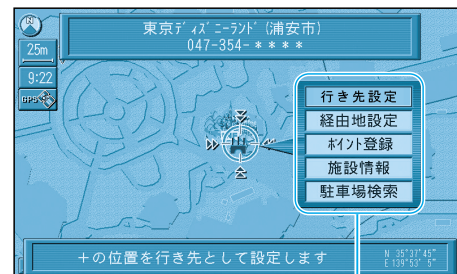 東京ディズニーランド (浦安市)
047-354-****
N
25m
9:22
GPS
行き先設定
経由地設定
ポイント登録
施設情報
駐車場検索
+の位置を行き先として設定します
N 35°37'45"
E 139°53' 5"